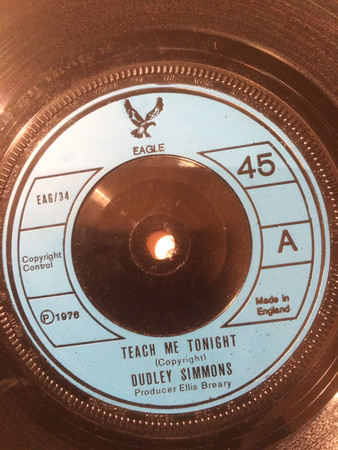 EAGLE
45
EAG/34
A
Copyright
Control
℗ 1976
Made in
England
TEACH ME TONIGHT
(Copyright)
DUDLEY SIMMONS
Producer Ellis Breary